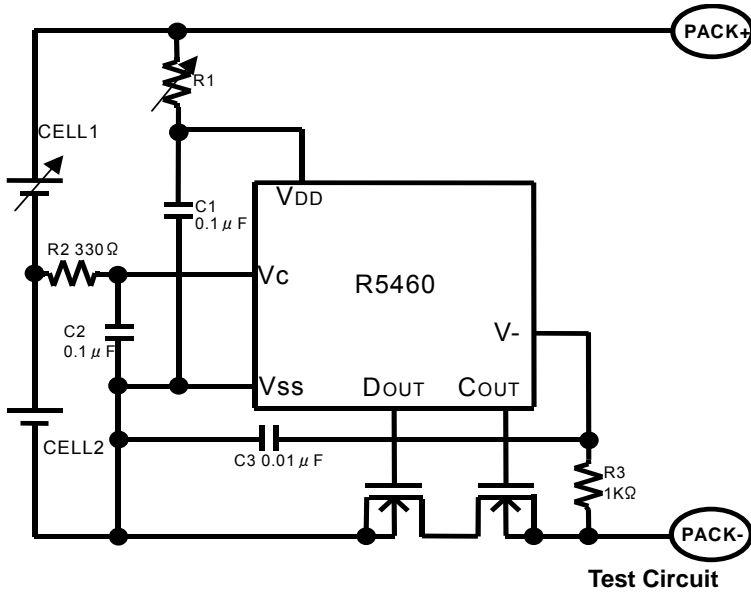 PACK+
R1
CELL1
VDD
C1
0.1μF
R2 330Ω
Vc
R5460
C2
0.1μF
V-
Vss
DOUT
COUT
CELL2
C3 0.01μF
R3
1KΩ
PACK-
Test Circuit